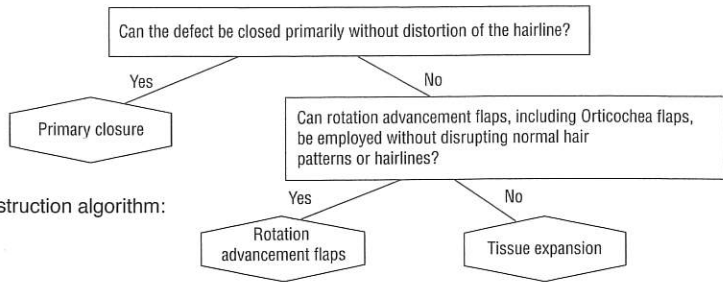 Can the defect be closed primarily without distortion of the hairline?
Yes
No
Primary closure
Can rotation advancement flaps, including Orticochea flaps,
be employed without disrupting normal hair
patterns or hairlines?
struction algorithm:
Yes
No
Rotation
advancement flaps
Tissue expansion